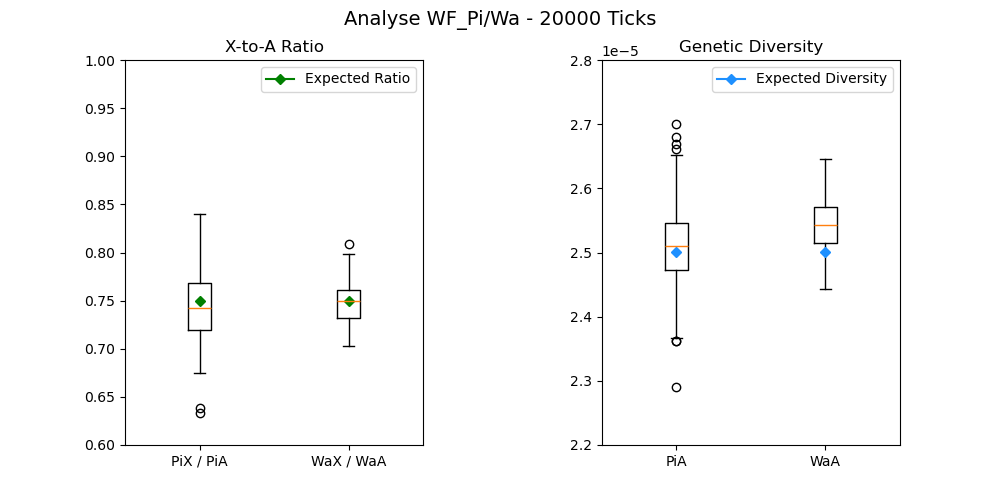 Analyse WF_Pi/Wa - 20000 Ticks
X-to-A Ratio
Expected Ratio
1.00
0.95
0.90
0.85
0.80
0.75
0.70
0.65
0.60
PiX / PiA
WaX / WaA
Genetic Diversity
1e−5
Expected Diversity
2.8
2.7
2.6
2.5
2.4
2.3
2.2
PiA
WaA